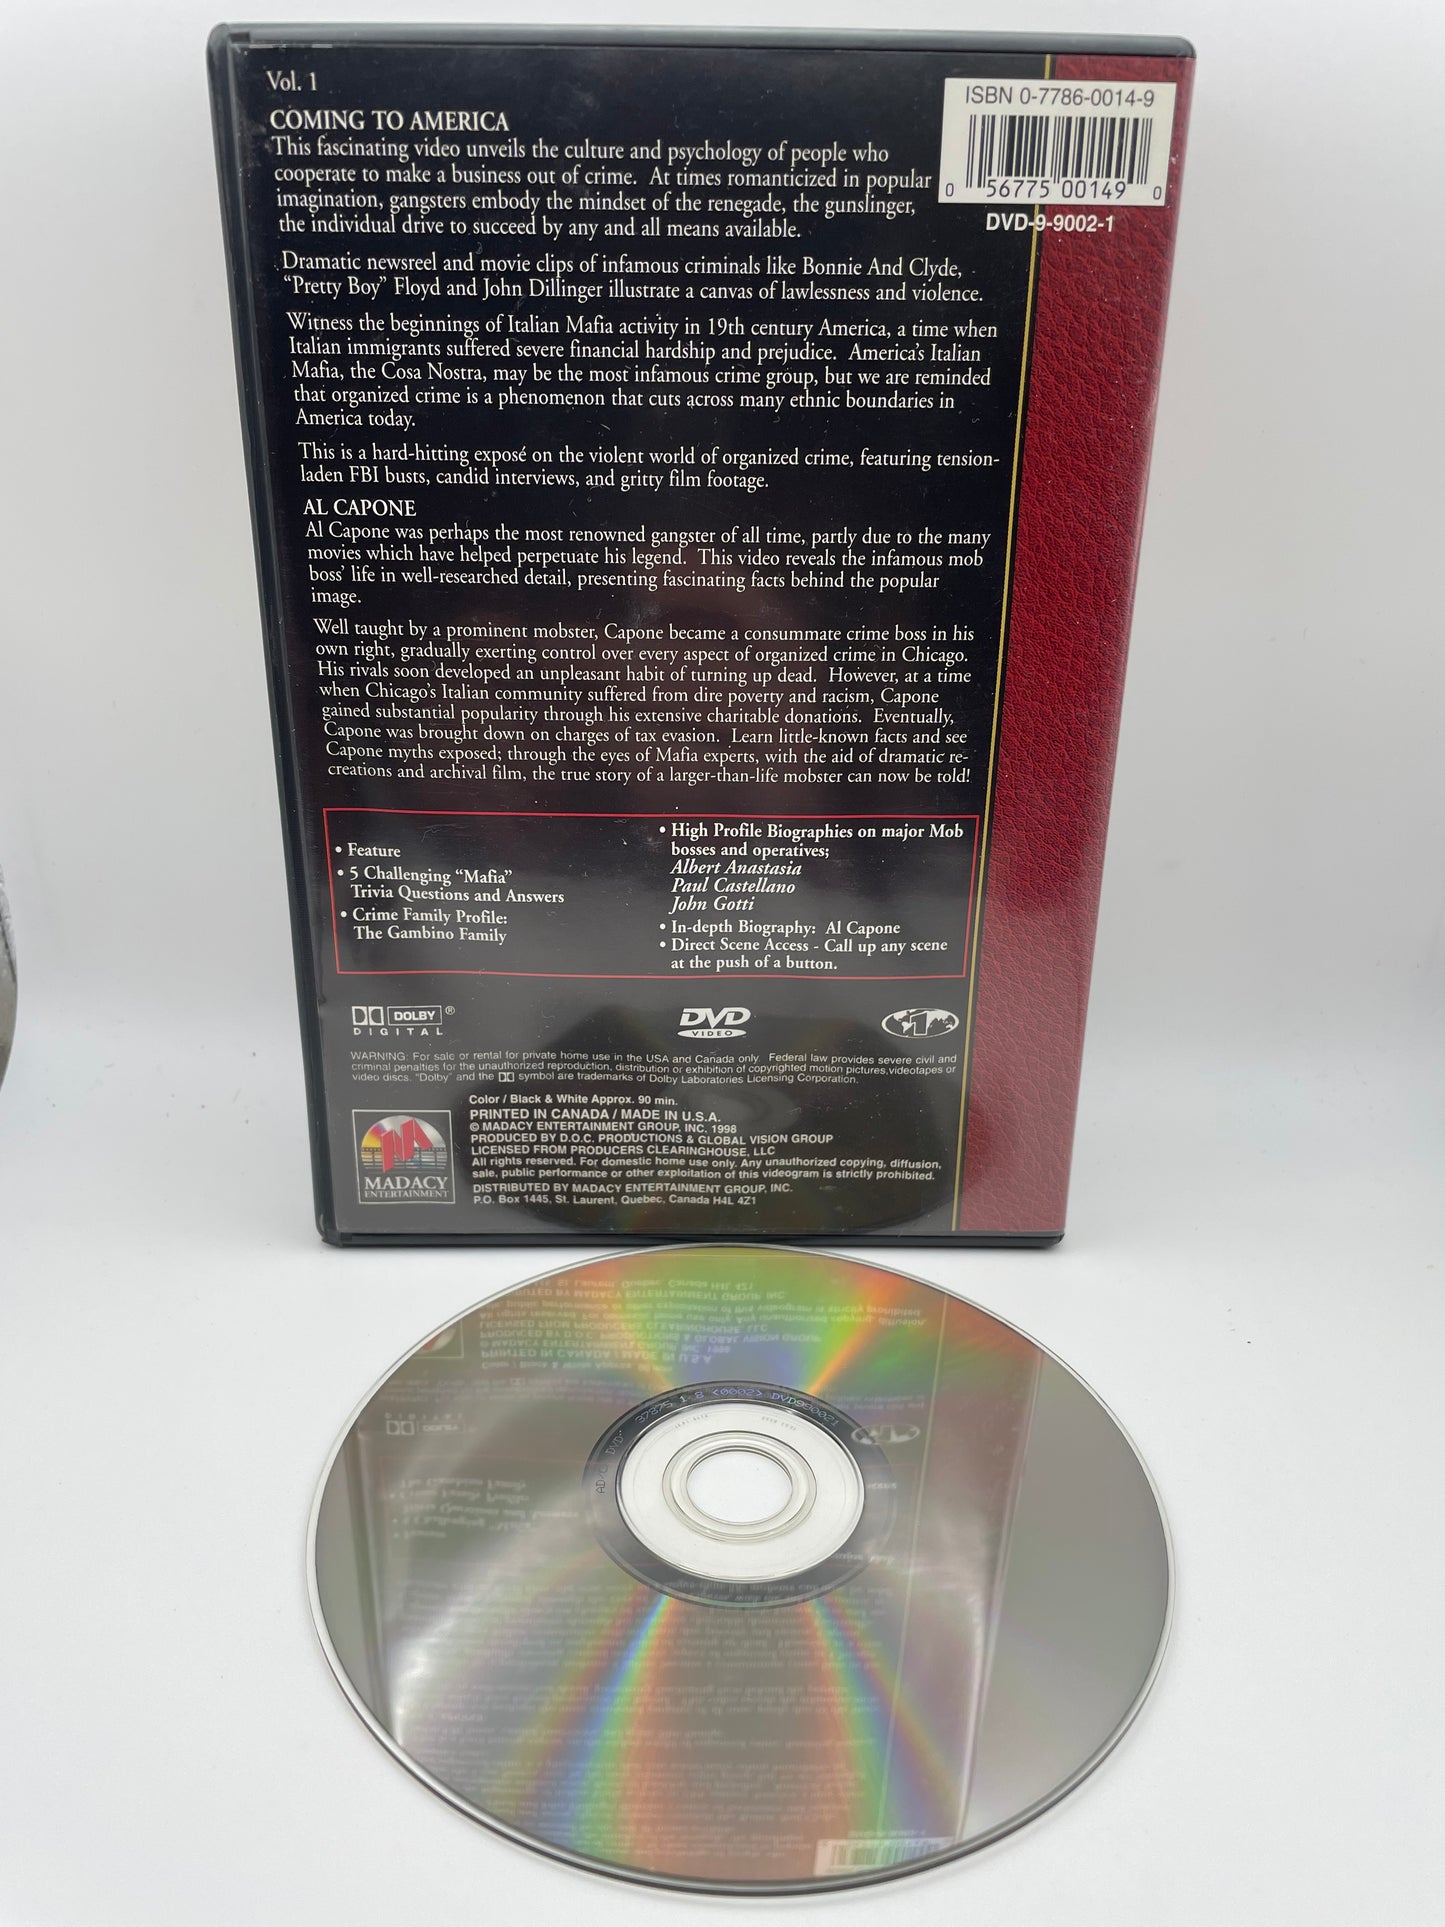 Vol. 1
COMING TO AMERICA
This fascinating video unveils the culture and psychology of people who
cooperate to make a business out of crime. At times romanticized in popular
imagination, gangsters embody the mindset of the renegade, the gunslinger,
the individual drive to succeed by any and all means available.
ISBN 0-7786-0014-9
0 56775 00149 0
DVD-9-9002-1
Dramatic newsreel and movie clips of infamous criminals like Bonnie And Clyde,
“Pretty Boy” Floyd and John Dillinger illustrate a canvas of lawlessness and violence.
Witness the beginnings of Italian Mafia activity in 19th century America, a time when
Italian immigrants suffered severe financial hardship and prejudice. America's Italian
Mafia, the Cosa Nostra, may be the most infamous crime group, but we are reminded
that organized crime is a phenomenon that cuts across many ethnic boundaries in
America today.
This is a hard-hitting exposé on the violent world of organized crime, featuring tension-
laden FBI busts, candid interviews, and gritty film footage.
AL CAPONE
Al Capone was perhaps the most renowned gangster of all time, partly due to the many
movies which have helped perpetuate his legend. This video reveals the infamous mob
boss' life in well-researched detail, presenting fascinating facts behind the popular
image.
Well taught by a prominent mobster, Capone became a consummate crime boss in his
own right, gradually exerting control over every aspect of organized crime in Chicago.
His rivals soon developed an unpleasant habit of turning up dead. However, at a time
when Chicago's Italian community suffered from dire poverty and racism, Capone
gained substantial popularity through his extensive charitable donations. Eventually,
Capone was brought down on charges of tax evasion. Learn little-known facts and see
Capone myths exposed; through the eyes of Mafia experts, with the aid of dramatic re-
creations and archival film, the true story of a larger-than-life mobster can now be told!
• Feature
• 5 Challenging “Mafia”
Trivia Questions and Answers
• Crime Family Profile:
The Gambino Family
• High Profile Biographies on major Mob
bosses and operatives;
Albert Anastasia
Paul Castellano
John Gotti
• In-depth Biography: Al Capone
• Direct Scene Access - Call up any scene
at the push of a button.
DOLBY ®
DIGITAL
DVD
VIDEO
1
WARNING: For sale or rental for private home use in the USA and Canada only. Federal law provides severe civil and
criminal penalties for the unauthorized reproduction, distribution or exhibition of copyrighted motion pictures,videotapes or
video discs. "Dolby" and the symbol are trademarks of Dolby Laboratories Licensing Corporation.
MADACY
ENTERTAINMENT
Color / Black & White Approx. 90 min.
PRINTED IN CANADA / MADE IN U.S.A.
© MADACY ENTERTAINMENT GROUP, INC. 1998
PRODUCED BY D.O.C. PRODUCTIONS & GLOBAL VISION GROUP
LICENSED FROM PRODUCERS CLEARINGHOUSE, LLC
All rights reserved. For domestic home use only. Any unauthorized copying, diffusion,
sale, public performance or other exploitation of this videogram is strictly prohibited.
DISTRIBUTED BY MADACY ENTERTAINMENT GROUP, INC.
P.O. Box 1445, St. Laurent, Quebec, Canada H4L 4Z1
37875 1 8 <0002> DVD990021